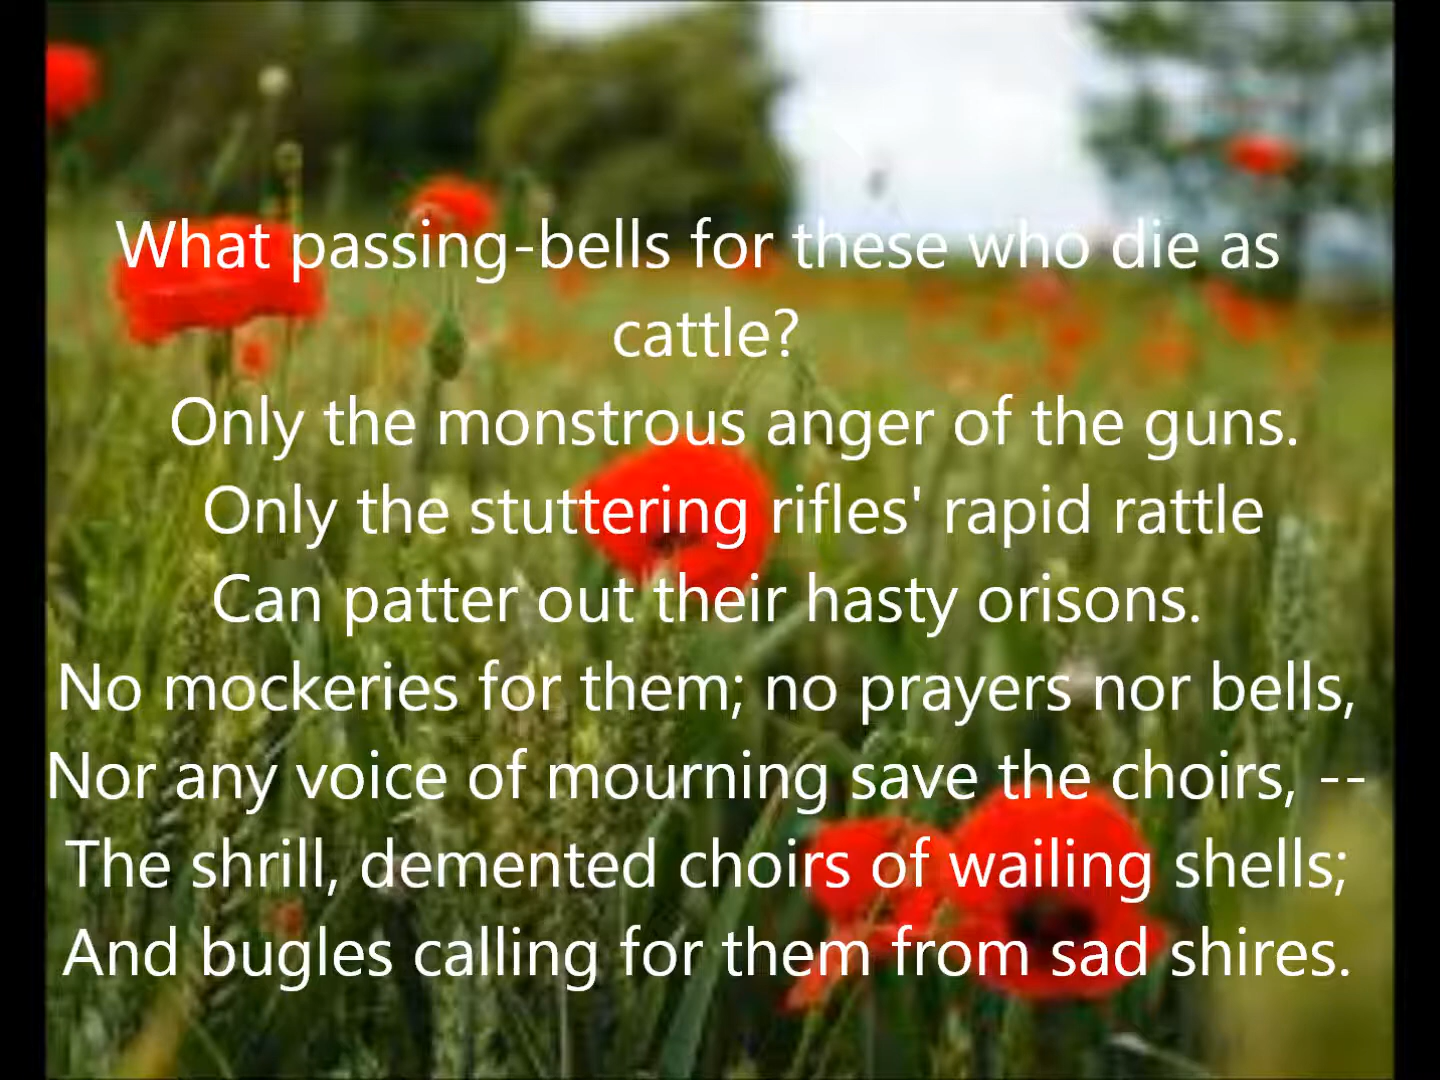 What passing-bells for these who die as
cattle?
Only the monstrous anger of the guns.
Only the stuttering rifles' rapid rattle
Can patter out their hasty orisons.
No mockeries for them; no prayers nor bells,
Nor any voice of mourning save the choirs, --
The shrill, demented choirs of wailing shells;
And bugles calling for them from sad shires.